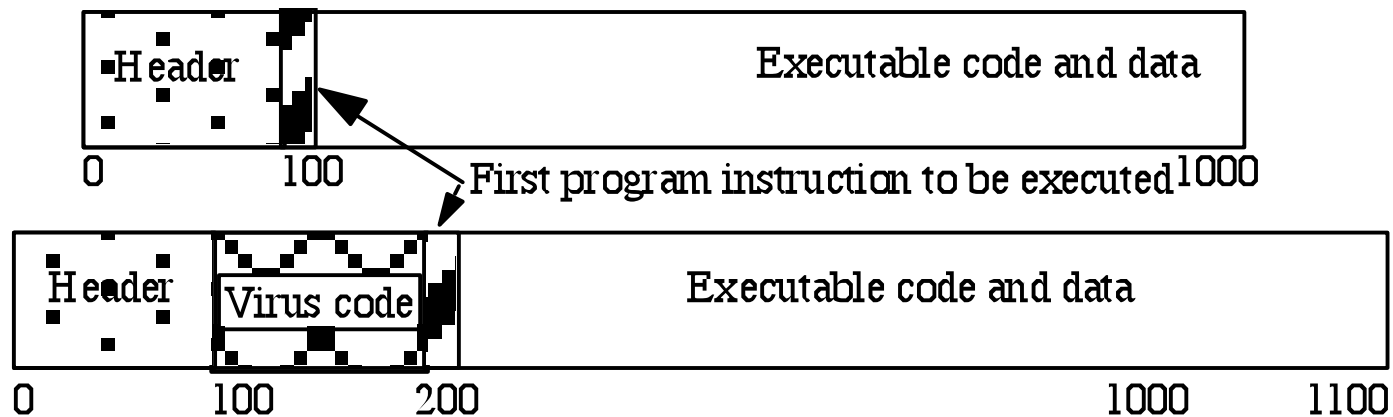 Header
Executable code and data
0
100
First program instruction to be executed
1000
Header
Virus code
Executable code and data
0
100
200
1000
1100